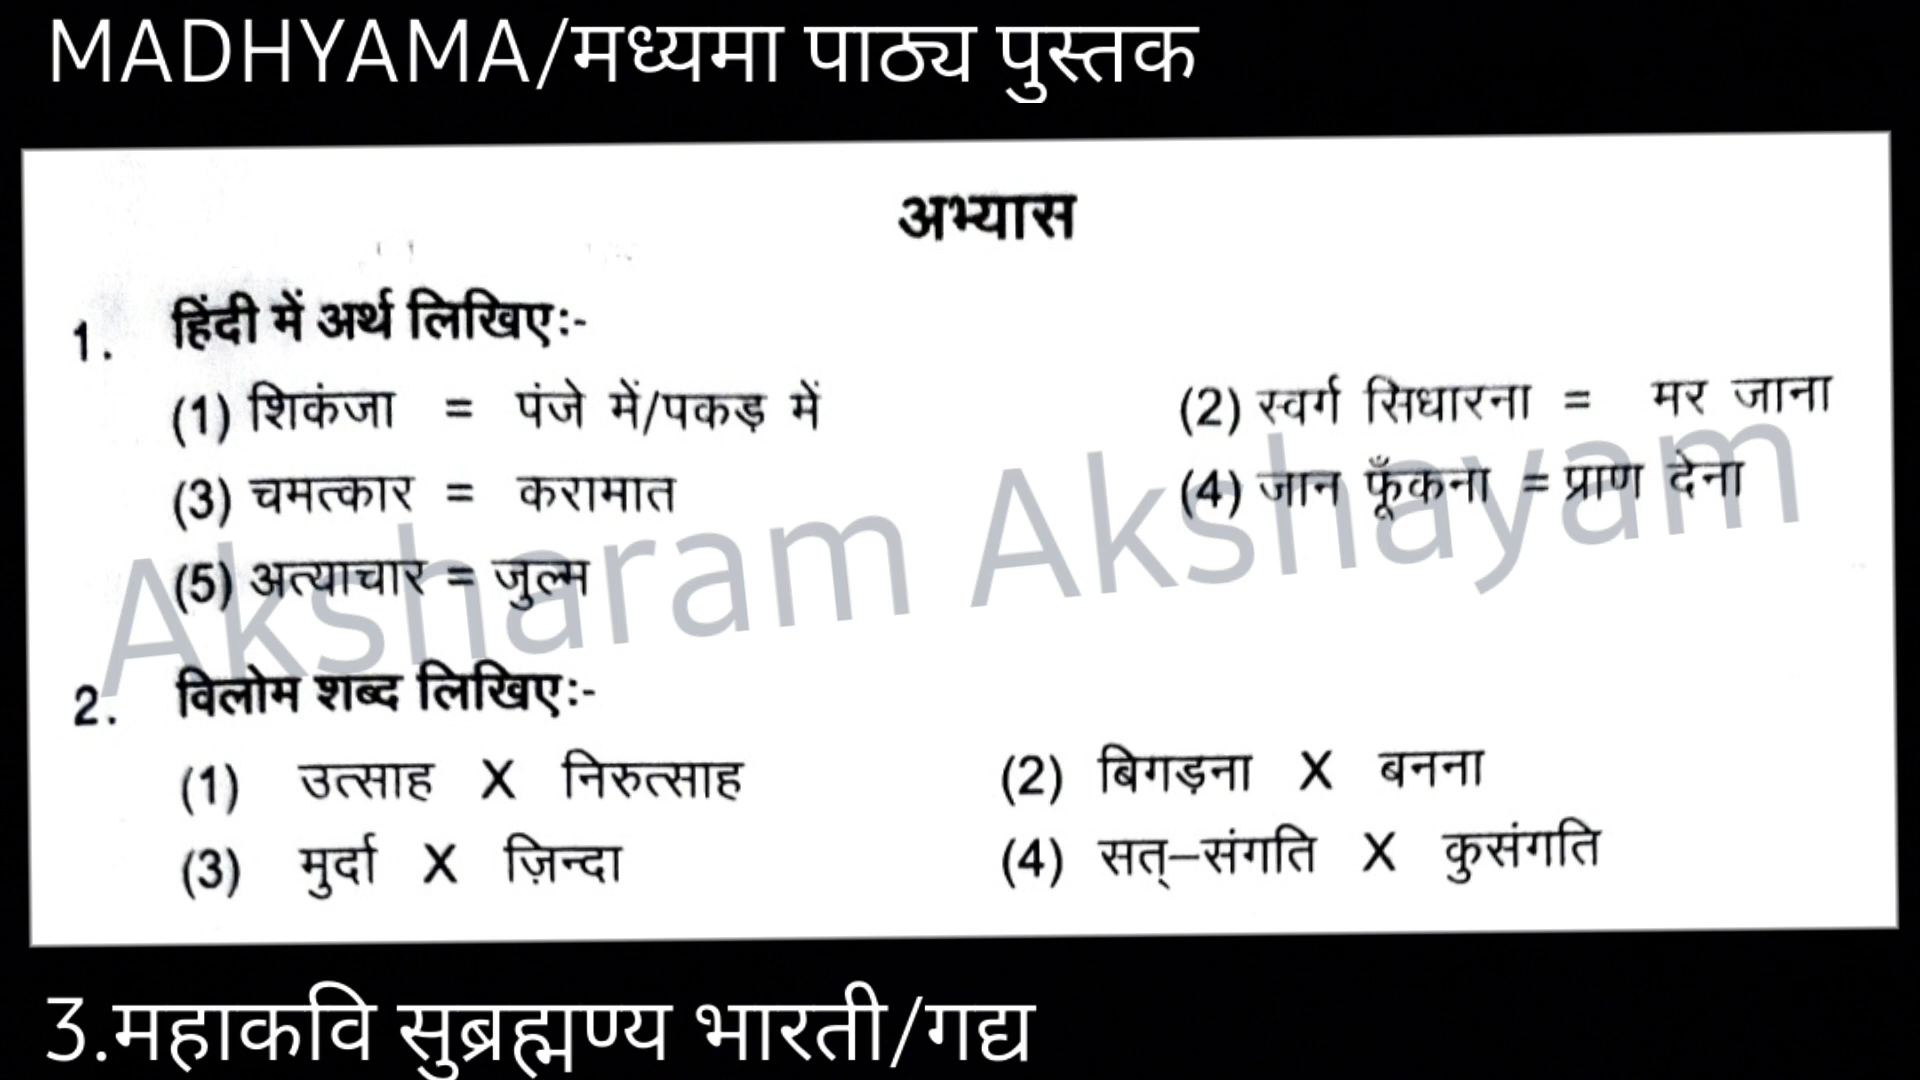 MADHYAMA/मध्यमा पाठ्य पुस्तक
अभ्यास
1. हिंदी में अर्थ लिखिए:-
(1) शिकंजा = पंजे में/पकड़ में (2) स्वर्ग सिधारना = मर जाना
(3) चमत्कार = करामात (4) जान फूँकना = प्राण देना
(5) अत्याचार = जुल्म
Aksharam Akshayam
2. विलोम शब्द लिखिए:-
(1) उत्साह X निरुत्साह (2) बिगड़ना X बनना
(3) मुर्दा X ज़िन्दा (4) सत्–संगति X कुसंगति
3.महाकवि सुब्रह्मण्य भारती/गद्य